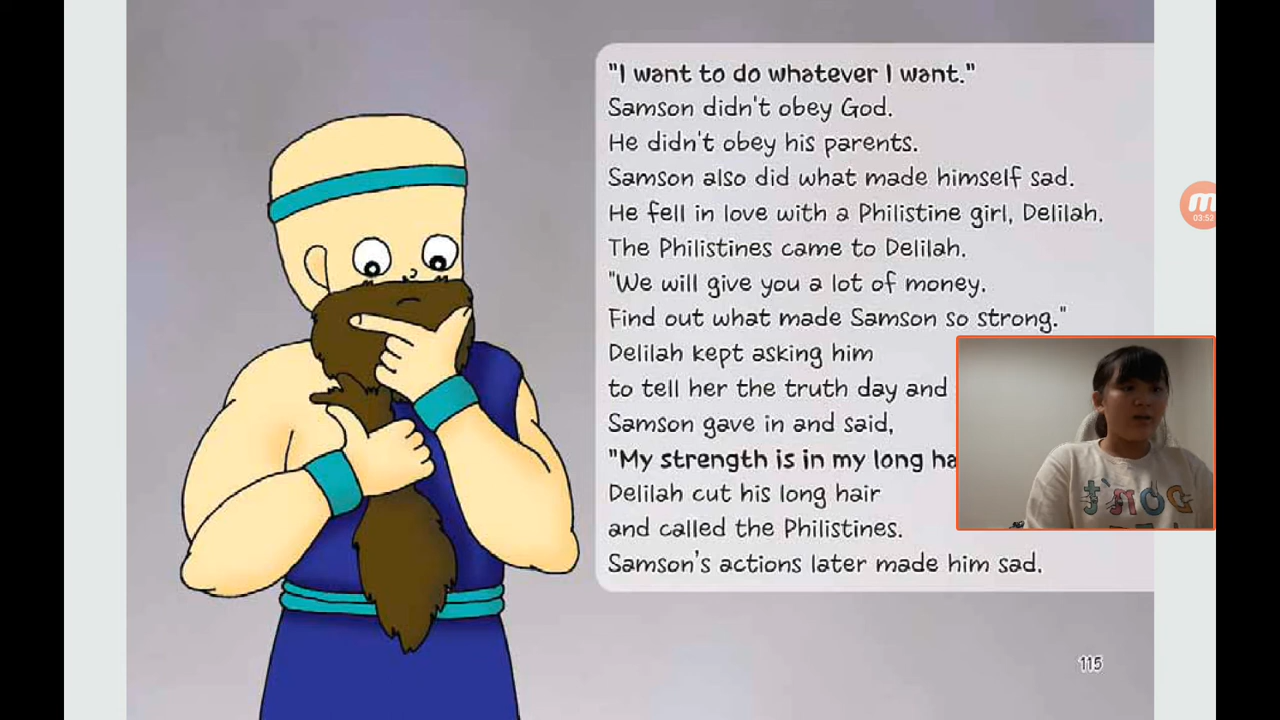 "I want to do whatever I want."
Samson didn't obey God.
He didn't obey his parents.
Samson also did what made himself sad.
He fell in love with a Philistine girl, Delilah.
The Philistines came to Delilah.
"We will give you a lot of money.
Find out what made Samson so strong."
Delilah kept asking him
to tell her the truth day and
Samson gave in and said,
"My strength is in my long
Delilah cut his long hair
and called the Philistines.
Samson's actions later made him sad.
M
03:52
DON'T
115